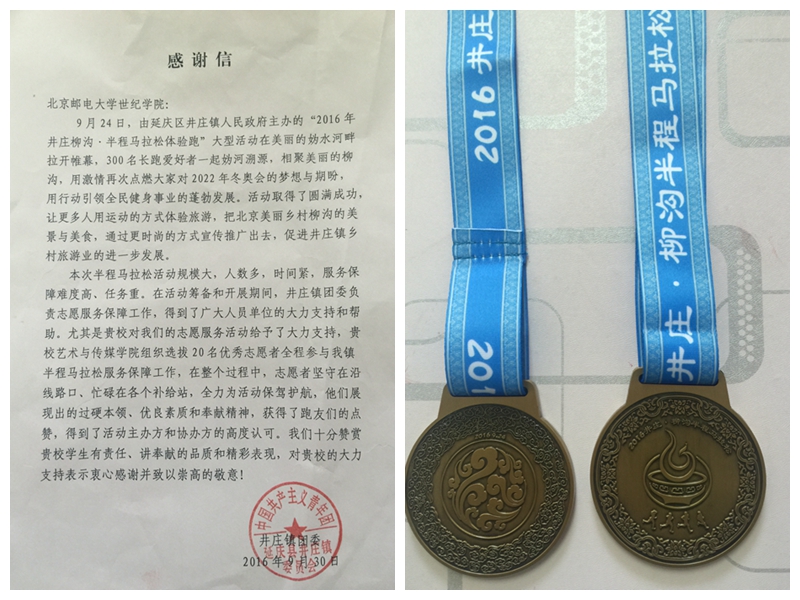 感谢信
北京邮电大学世纪学院：
9月24日，由延庆区井庄镇人民政府主办的“2016年
井庄柳沟·半程马拉松体验跑”大型活动在美丽的妫水河畔
拉开帷幕，300名长跑爱好者一起妫河溯源，相聚美丽的柳
沟，用激情再次点燃大家对2022年冬奥会的梦想与期盼，
用行动引领全民健身事业的蓬勃发展。活动取得了圆满成功，
让更多人用运动的方式体验旅游，把北京美丽乡村柳沟的美
景与美食，通过更时尚的方式宣传推广出去，促进井庄镇乡
村旅游业的进一步发展。
本次半程马拉松活动规模大，人数多，时间紧，服务保
障难度高、任务重。在活动筹备和开展期间，井庄镇团委负
责志愿服务保障工作，得到了广大人员单位的大力支持和帮
助。尤其是贵校对我们的志愿服务活动给予了大力支持，贵
校艺术与传媒学院组织选拔20名优秀志愿者全程参与我镇
半程马拉松服务保障工作，在整个过程中，志愿者坚守在沿
线路口、忙碌在各个补给站，全力为活动保驾护航，他们展
现出的过硬本领、优良素质和奉献精神，获得了跑友们的点
赞，得到了活动主办方和协办方的高度认可。我们十分赞赏
贵校学生有责任、讲奉献的品质和精彩表现，对贵校的大力
支持表示衷心感谢并致以崇高的敬意！
井庄镇团委
2016年9月30日
中国共产主义青年团
延庆县井庄镇
委员会
2016 井庄
201
井庄·柳沟半程马拉松
2016.9.24